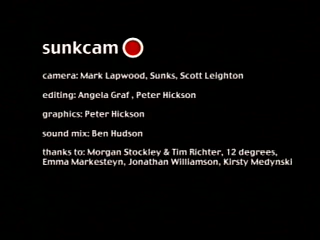 sunkcam
camera: Mark Lapwood, Sunks, Scott Leighton
editing: Angela Graf , Peter Hickson
graphics: Peter Hickson
sound mix: Ben Hudson
thanks to: Morgan Stockley & Tim Richter, 12 degrees,
Emma Markesteyn, Jonathan Williamson, Kirsty Medynski